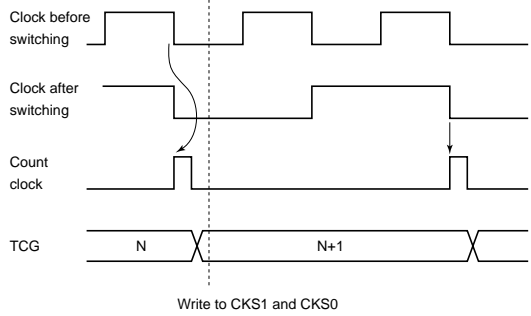 Clock before
switching
Clock after
switching
Count
clock
TCG
N
N+1
Write to CKS1 and CKS0